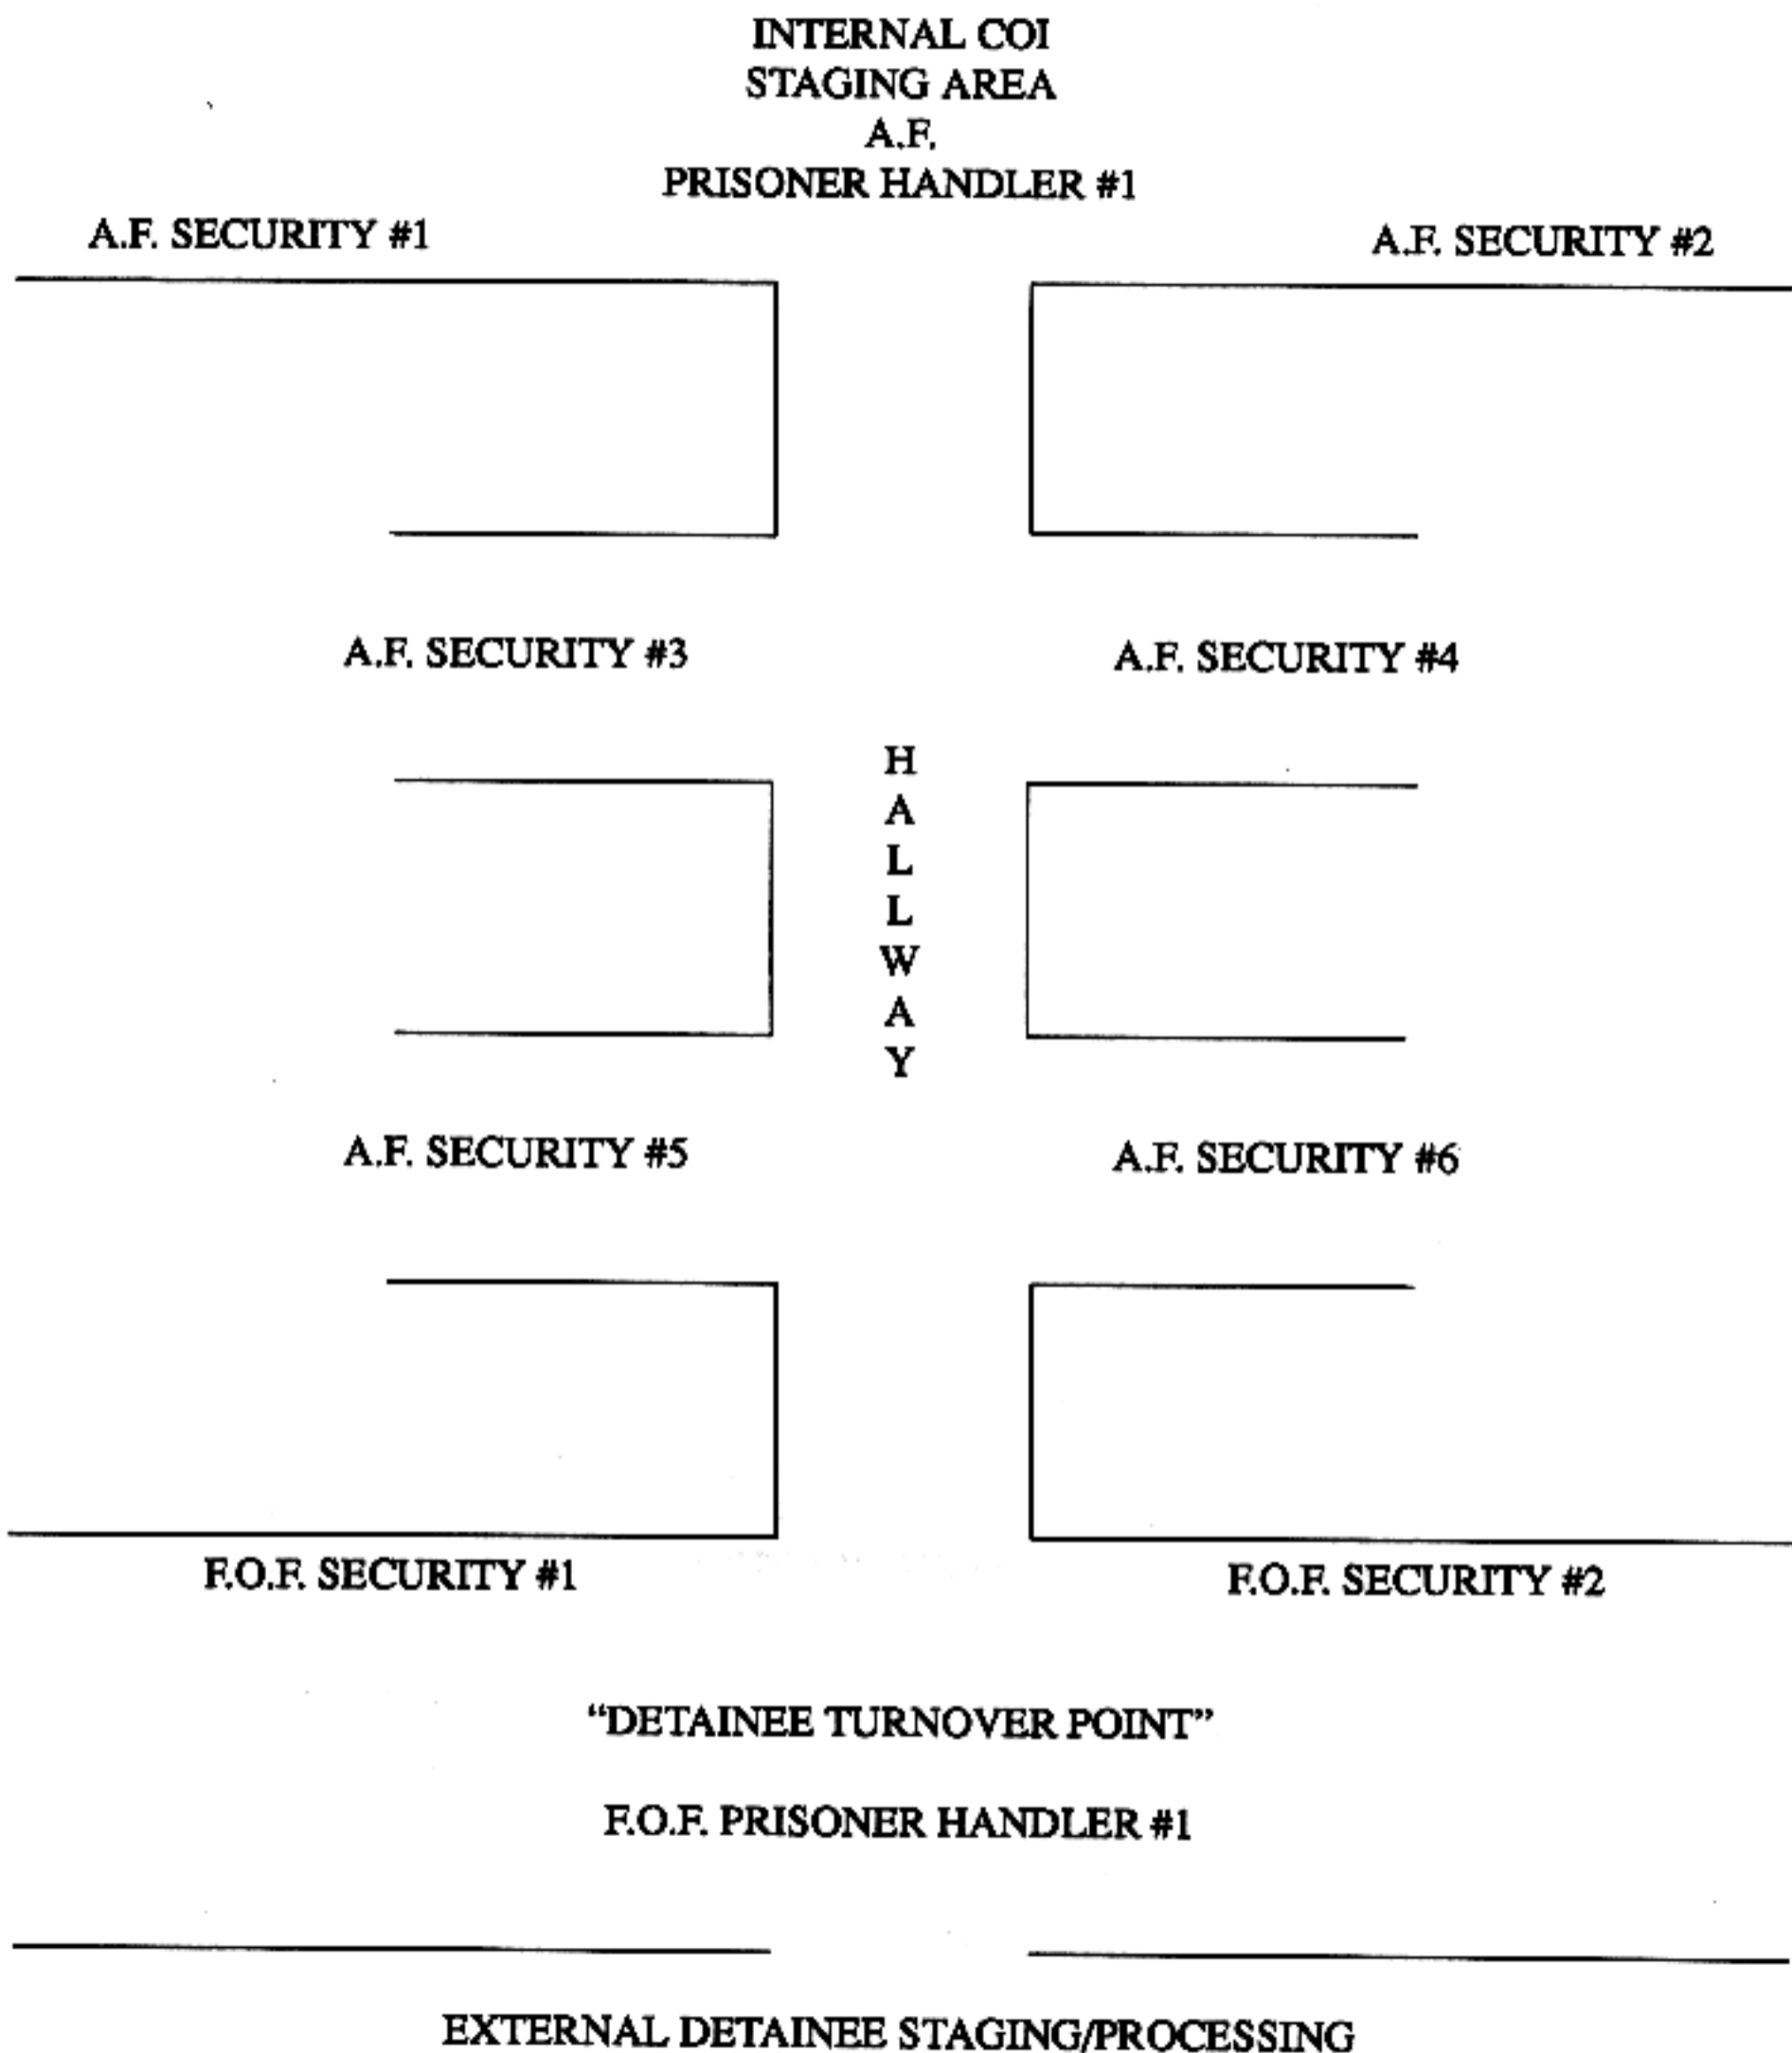 INTERNAL COI
STAGING AREA
A.F.
PRISONER HANDLER #1
A.F. SECURITY #1
A.F. SECURITY #2
A.F. SECURITY #3
A.F. SECURITY #4
H
A
L
L
W
A
Y
A.F. SECURITY #5
A.F. SECURITY #6
F.O.F. SECURITY #1
F.O.F. SECURITY #2
“DETAINEE TURNOVER POINT”
F.O.F. PRISONER HANDLER #1
EXTERNAL DETAINEE STAGING/PROCESSING